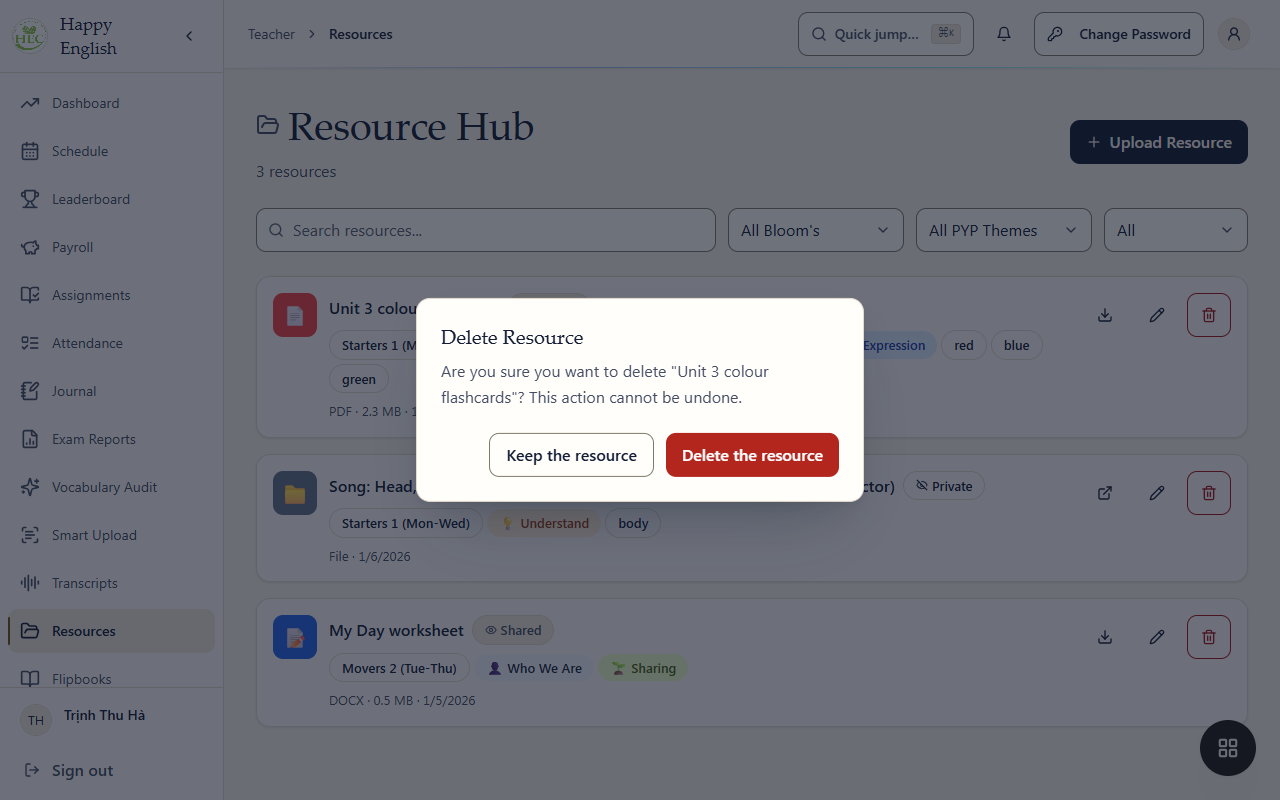 HEC
Happy
English
Dashboard
Schedule
Leaderboard
Payroll
Assignments
Attendance
Journal
Exam Reports
Vocabulary Audit
Smart Upload
Transcripts
Resources
Flipbooks
TH
Trịnh Thu Hà
Sign out
Teacher > Resources
Quick jump... ⌘K
Change Password
Resource Hub
3 resources
+ Upload Resource
Search resources...
All Bloom's
All PYP Themes
All
Unit 3 colou
Starters 1 (M
Expression
red
blue
green
PDF · 2.3 MB · 1
Delete Resource
Are you sure you want to delete "Unit 3 colour
flashcards"? This action cannot be undone.
Keep the resource
Delete the resource
Song: Head,
ctor)
Private
Starters 1 (Mon-Wed)
Understand
body
File · 1/6/2026
My Day worksheet
Shared
Movers 2 (Tue-Thu)
Who We Are
Sharing
DOCX · 0.5 MB · 1/5/2026